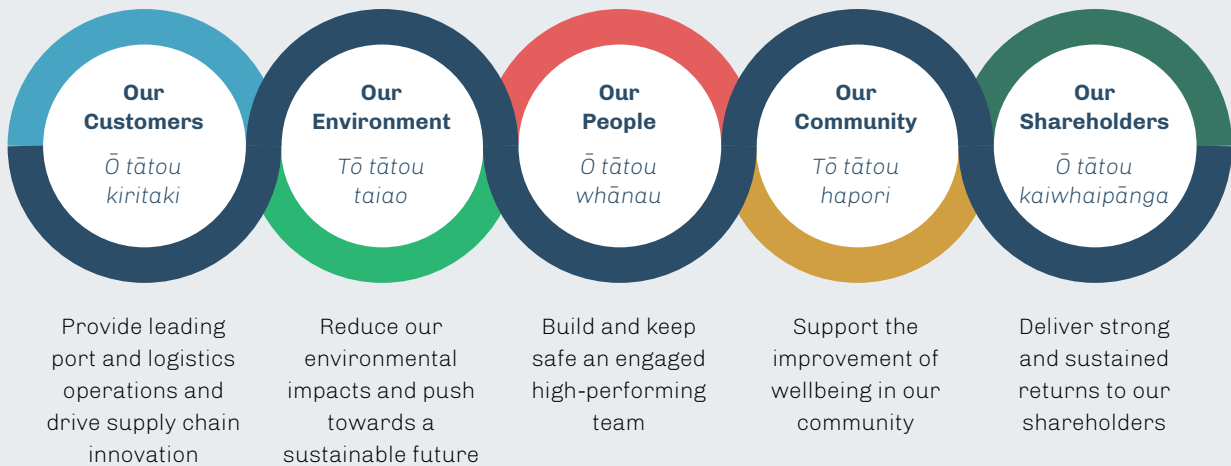 Our
Customers
Ō tātou
kiritaki
Provide leading
port and logistics
operations and
drive supply chain
innovation
Our
Environment
Tō tātou
taiao
Reduce our
environmental
impacts and push
towards a
sustainable future
Our
People
Ō tātou
whānau
Build and keep
safe an engaged
high-performing
team
Our
Community
Tō tātou
hapori
Support the
improvement of
wellbeing in our
community
Our
Shareholders
Ō tātou
kaiwhaipānga
Deliver strong
and sustained
returns to our
shareholders